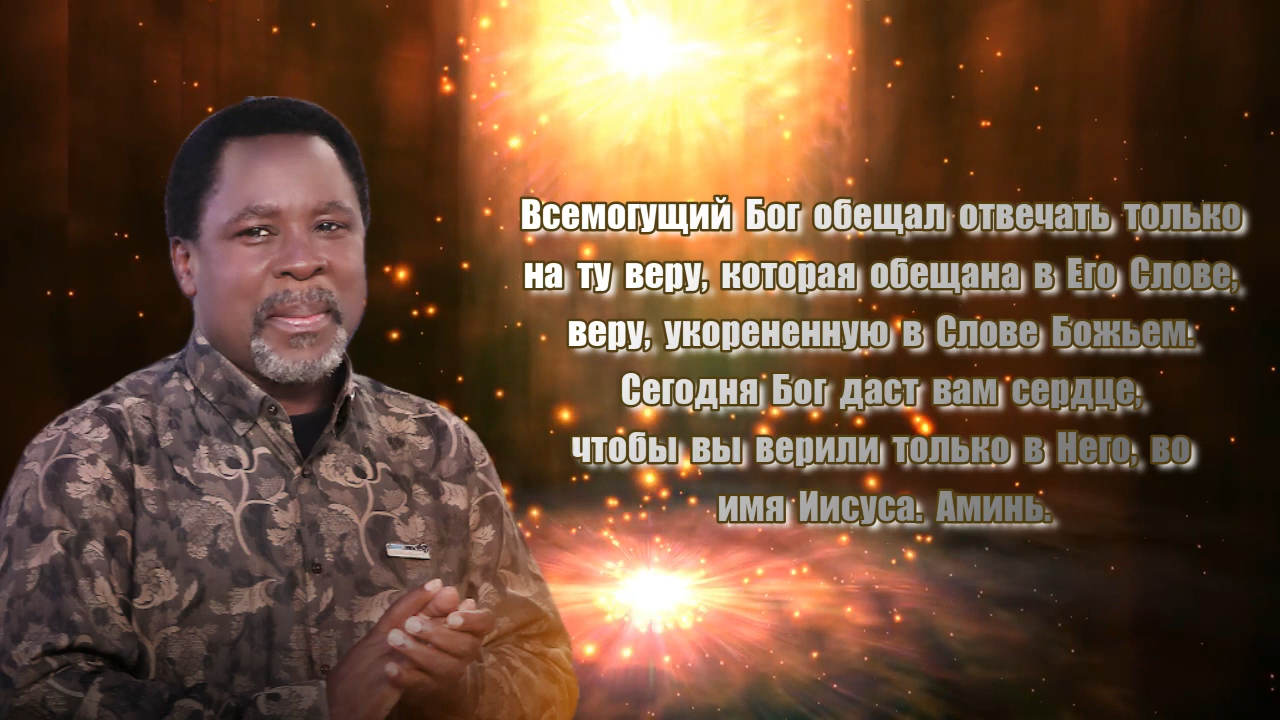 Всемогущий Бог обещал отвечать только
на ту веру, которая обещана в Его Слове,
веру, укорененную в Слове Божьем.
Сегодня Бог даст вам сердце,
чтобы вы верили только в Него, во
имя Иисуса. Аминь.